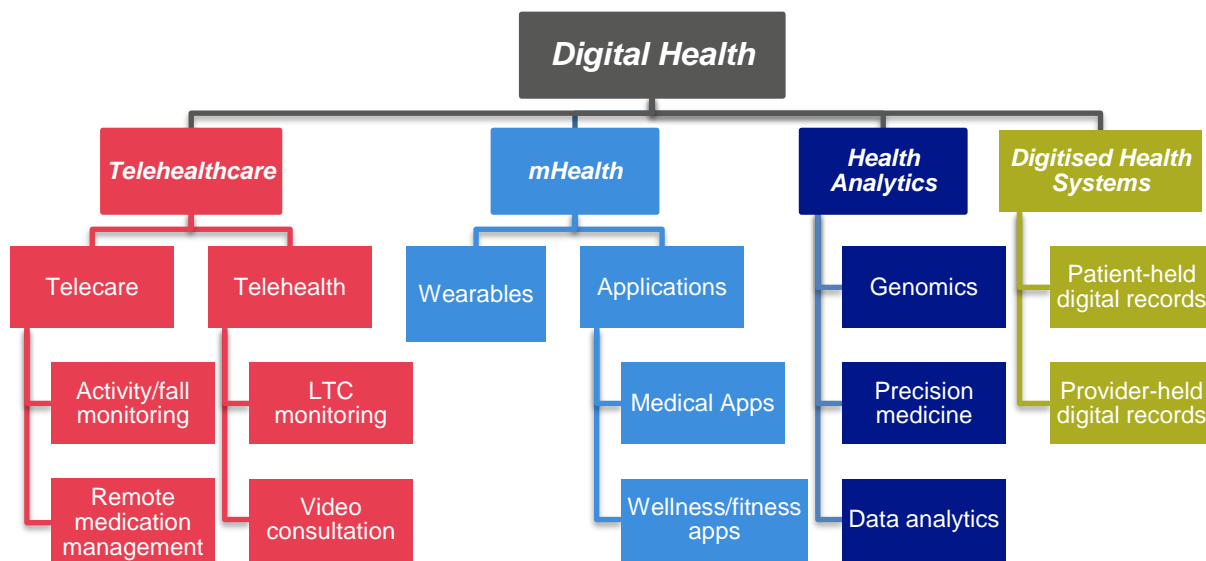 Digital Health
Telehealthcare
mHealth
Health
Analytics
Digitised Health
Systems
Telecare
Telehealth
Wearables
Applications
Genomics
Patient-held
digital records
Activity/fall
monitoring
LTC
monitoring
Medical Apps
Precision
medicine
Provider-held
digital records
Remote
medication
management
Video
consultation
Wellness/fitness
apps
Data analytics